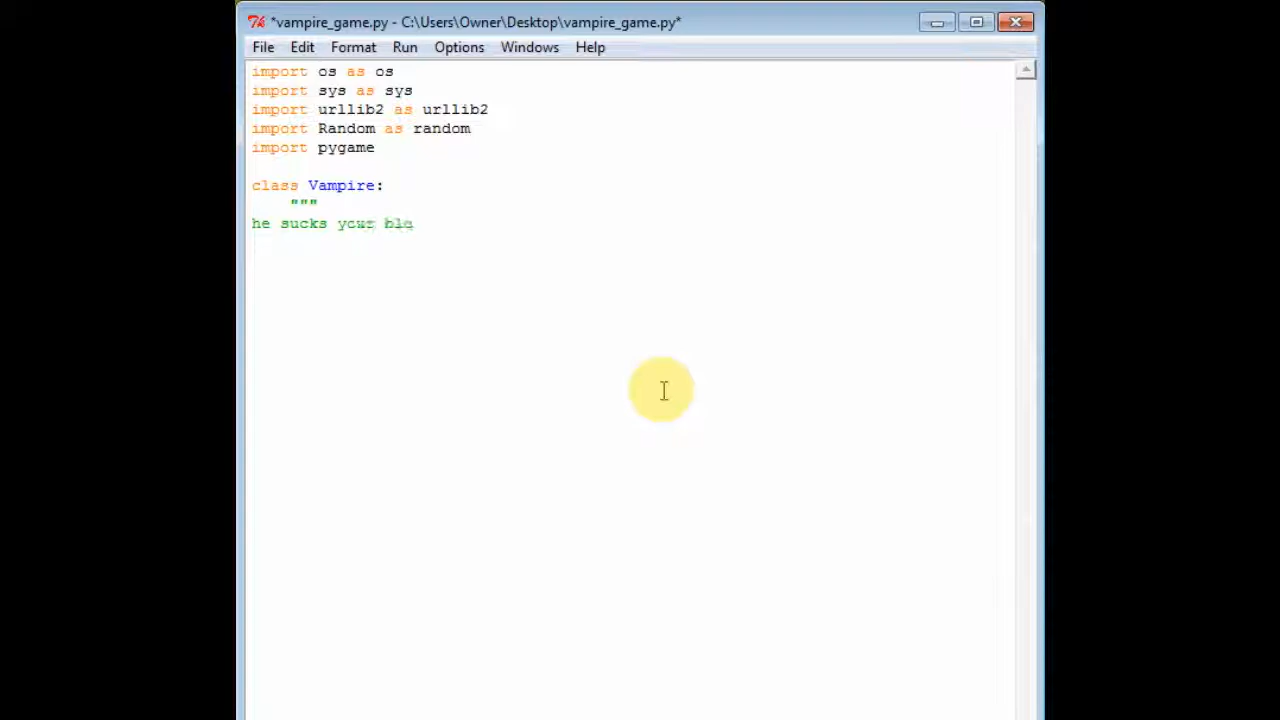 *vampire_game.py - C:\Users\Owner\Desktop\vampire_game.py*
File Edit Format Run Options Windows Help
import os as os
import sys as sys
import urllib2 as urllib2
import Random as random
import pygame
class Vampire:
"""
he sucks your blo